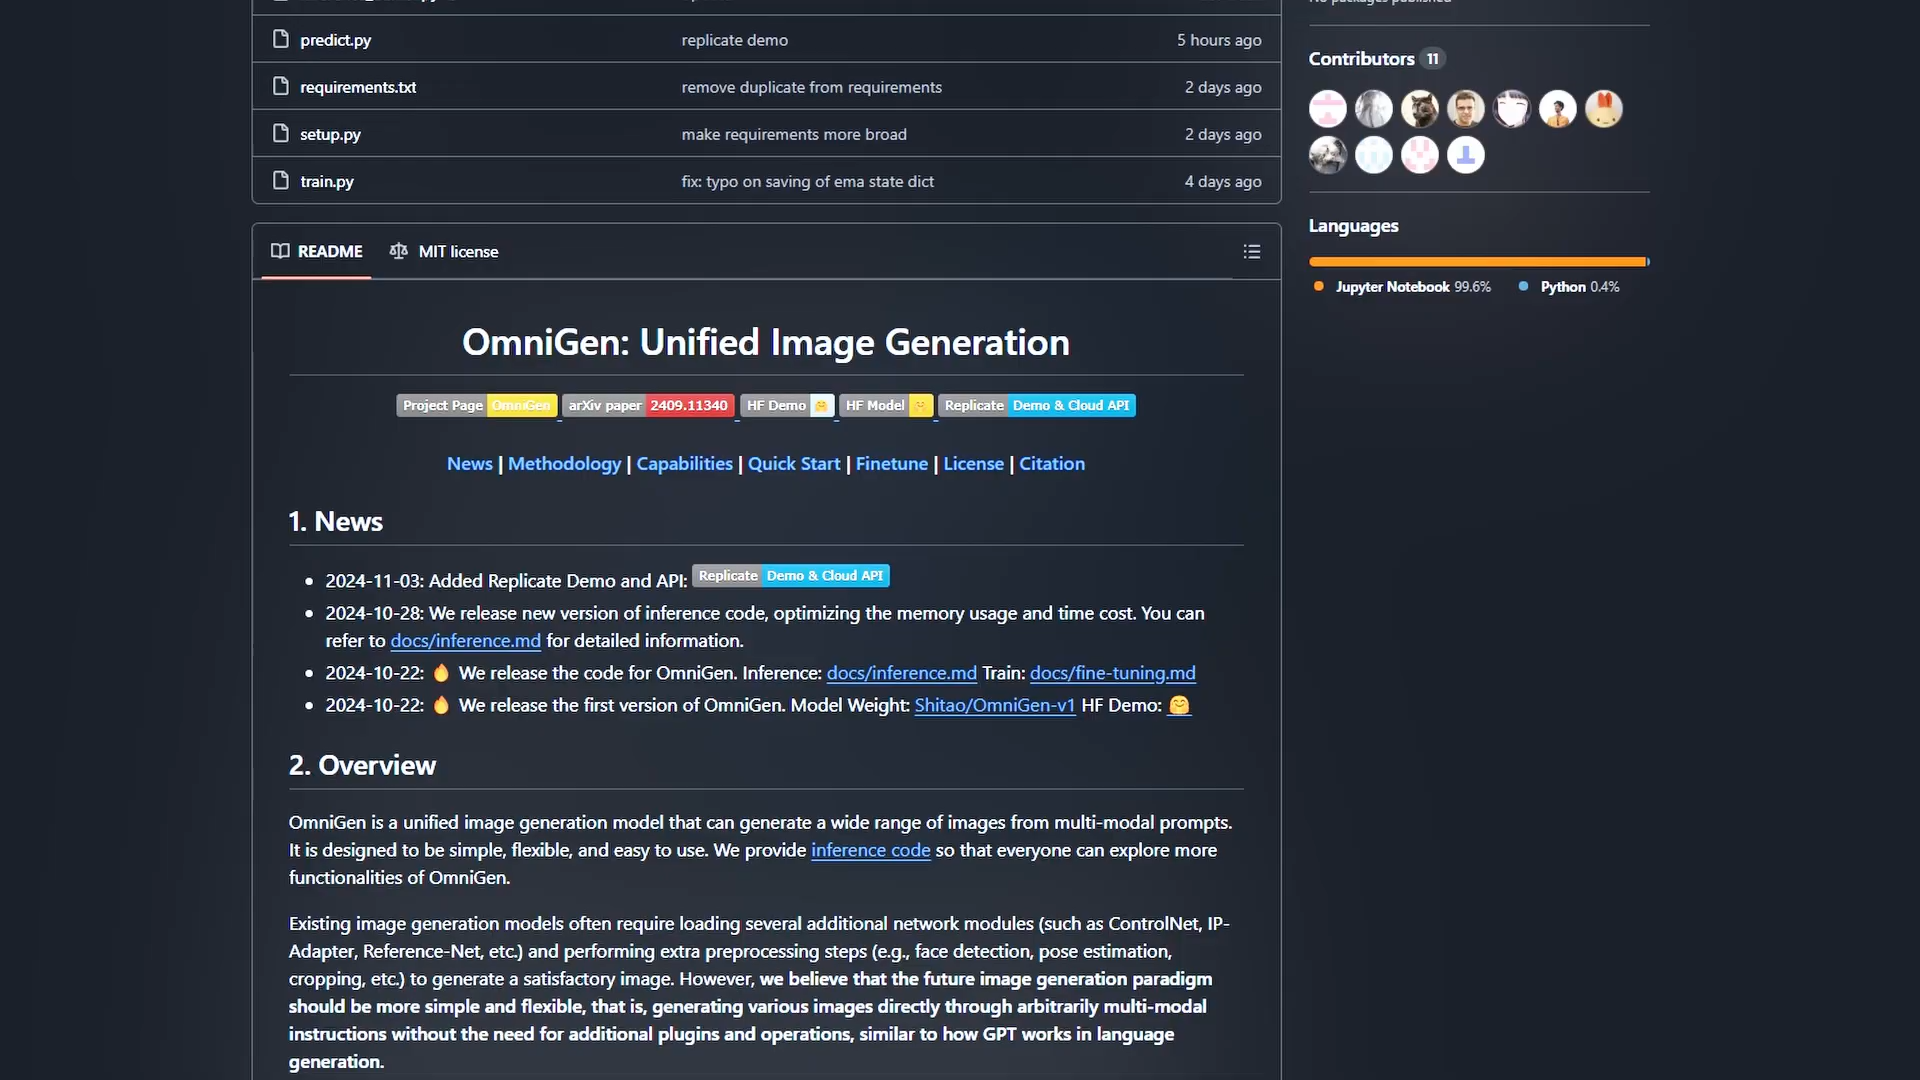 No packages published
predict.py replicate demo 5 hours ago
requirements.txt remove duplicate from requirements 2 days ago
setup.py make requirements more broad 2 days ago
train.py fix: typo on saving of ema state dict 4 days ago
Contributors 11
Languages
Jupyter Notebook 99.6% Python 0.4%
README MIT license
OmniGen: Unified Image Generation
Project Page OmniGen arXiv paper 2409.11340 HF Demo 🤗 HF Model 🤗 Replicate Demo & Cloud API
News | Methodology | Capabilities | Quick Start | Finetune | License | Citation
1. News
2024-11-03: Added Replicate Demo and API: Replicate Demo & Cloud API
2024-10-28: We release new version of inference code, optimizing the memory usage and time cost. You can
refer to docs/inference.md for detailed information.
2024-10-22: 🔥 We release the code for OmniGen. Inference: docs/inference.md Train: docs/fine-tuning.md
2024-10-22: 🔥 We release the first version of OmniGen. Model Weight: Shitao/OmniGen-v1 HF Demo: 🤗
2. Overview
OmniGen is a unified image generation model that can generate a wide range of images from multi-modal prompts.
It is designed to be simple, flexible, and easy to use. We provide inference code so that everyone can explore more
functionalities of OmniGen.
Existing image generation models often require loading several additional network modules (such as ControlNet, IP-
Adapter, Reference-Net, etc.) and performing extra preprocessing steps (e.g., face detection, pose estimation,
cropping, etc.) to generate a satisfactory image. However, we believe that the future image generation paradigm
should be more simple and flexible, that is, generating various images directly through arbitrarily multi-modal
instructions without the need for additional plugins and operations, similar to how GPT works in language
generation.